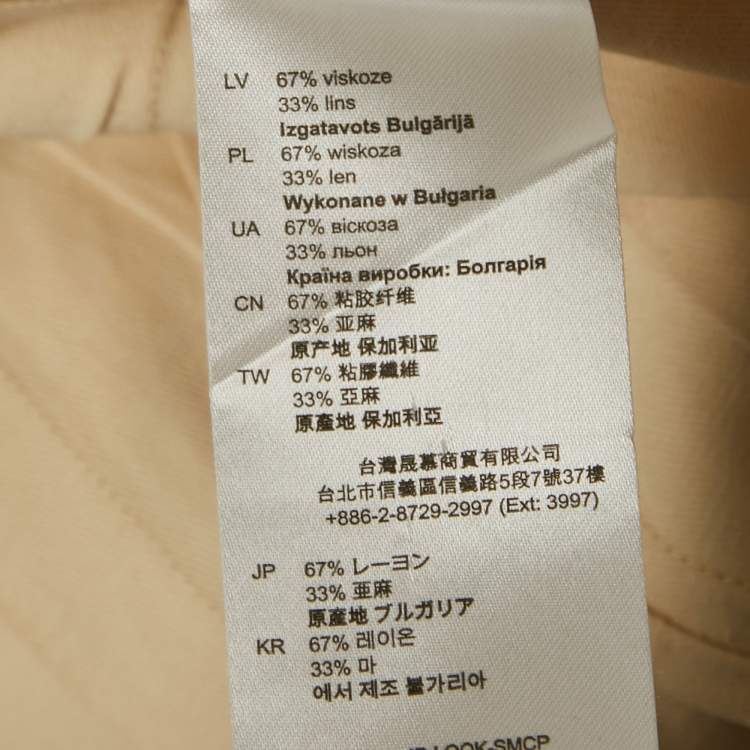 LV 67% viskoze
33% lins
Izgatavots Bulgārijā
PL 67% wiskoza
33% len
Wykonane w Bułgaria
UA 67% віскоза
33% льон
Країна виробки: Болгарія
CN 67% 粘胶纤维
33% 亚麻
原产地 保加利亚
TW 67% 粘膠纖維
33% 亞麻
原產地 保加利亞
台灣晟慕商貿有限公司
台北市信義區信義路5段7號37樓
+886-2-8729-2997 (Ext: 3997)
JP 67% レーヨン
33% 亜麻
原產地 ブルガリア
KR 67% 레이온
33% 마
에서 제조 불가리아
LOOK-SMCP